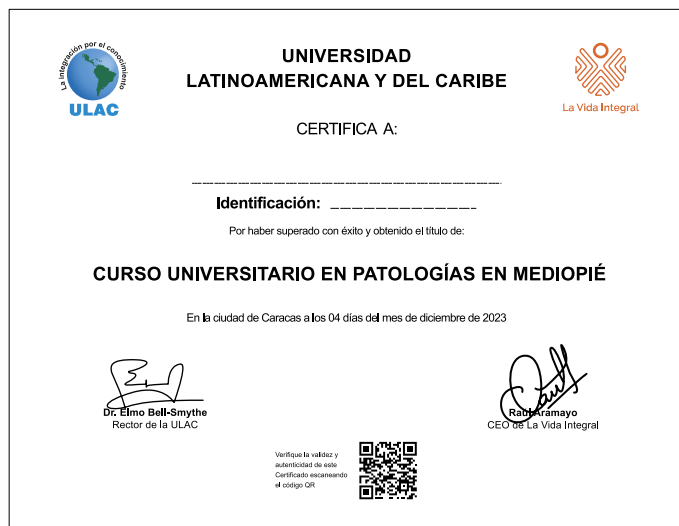 La integración por el conocimiento
ULAC
UNIVERSIDAD
LATINOAMERICANA Y DEL CARIBE
La Vida Integral
CERTIFICA A:
Identificación:
Por haber superado con éxito y obtenido el título de:
CURSO UNIVERSITARIO EN PATOLOGÍAS EN MEDIOPIÉ
En la ciudad de Caracas a los 04 días del mes de diciembre de 2023
Dr. Elmo Bell-Smythe
Rector de la ULAC
Raúl Aramayo
CEO de La Vida Integral
Verifique la validez y
autenticidad de este
Certificado escaneando
el código QR